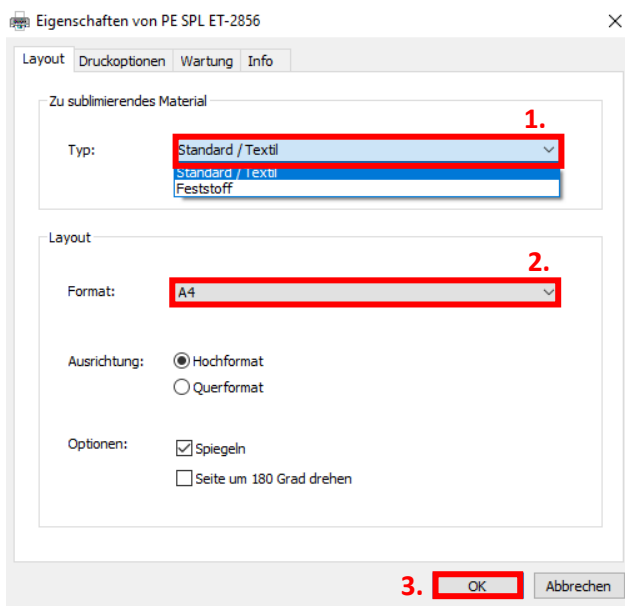 Eigenschaften von PE SPL ET-2856
Layout Druckoptionen Wartung Info
Zu sublimierendes Material
1.
Typ: Standard / Textil
Standard / Textil
Feststoff
Layout
2.
Format: A4
Ausrichtung: Hochformat
Querformat
Optionen: Spiegeln
Seite um 180 Grad drehen
3. OK Abbrechen